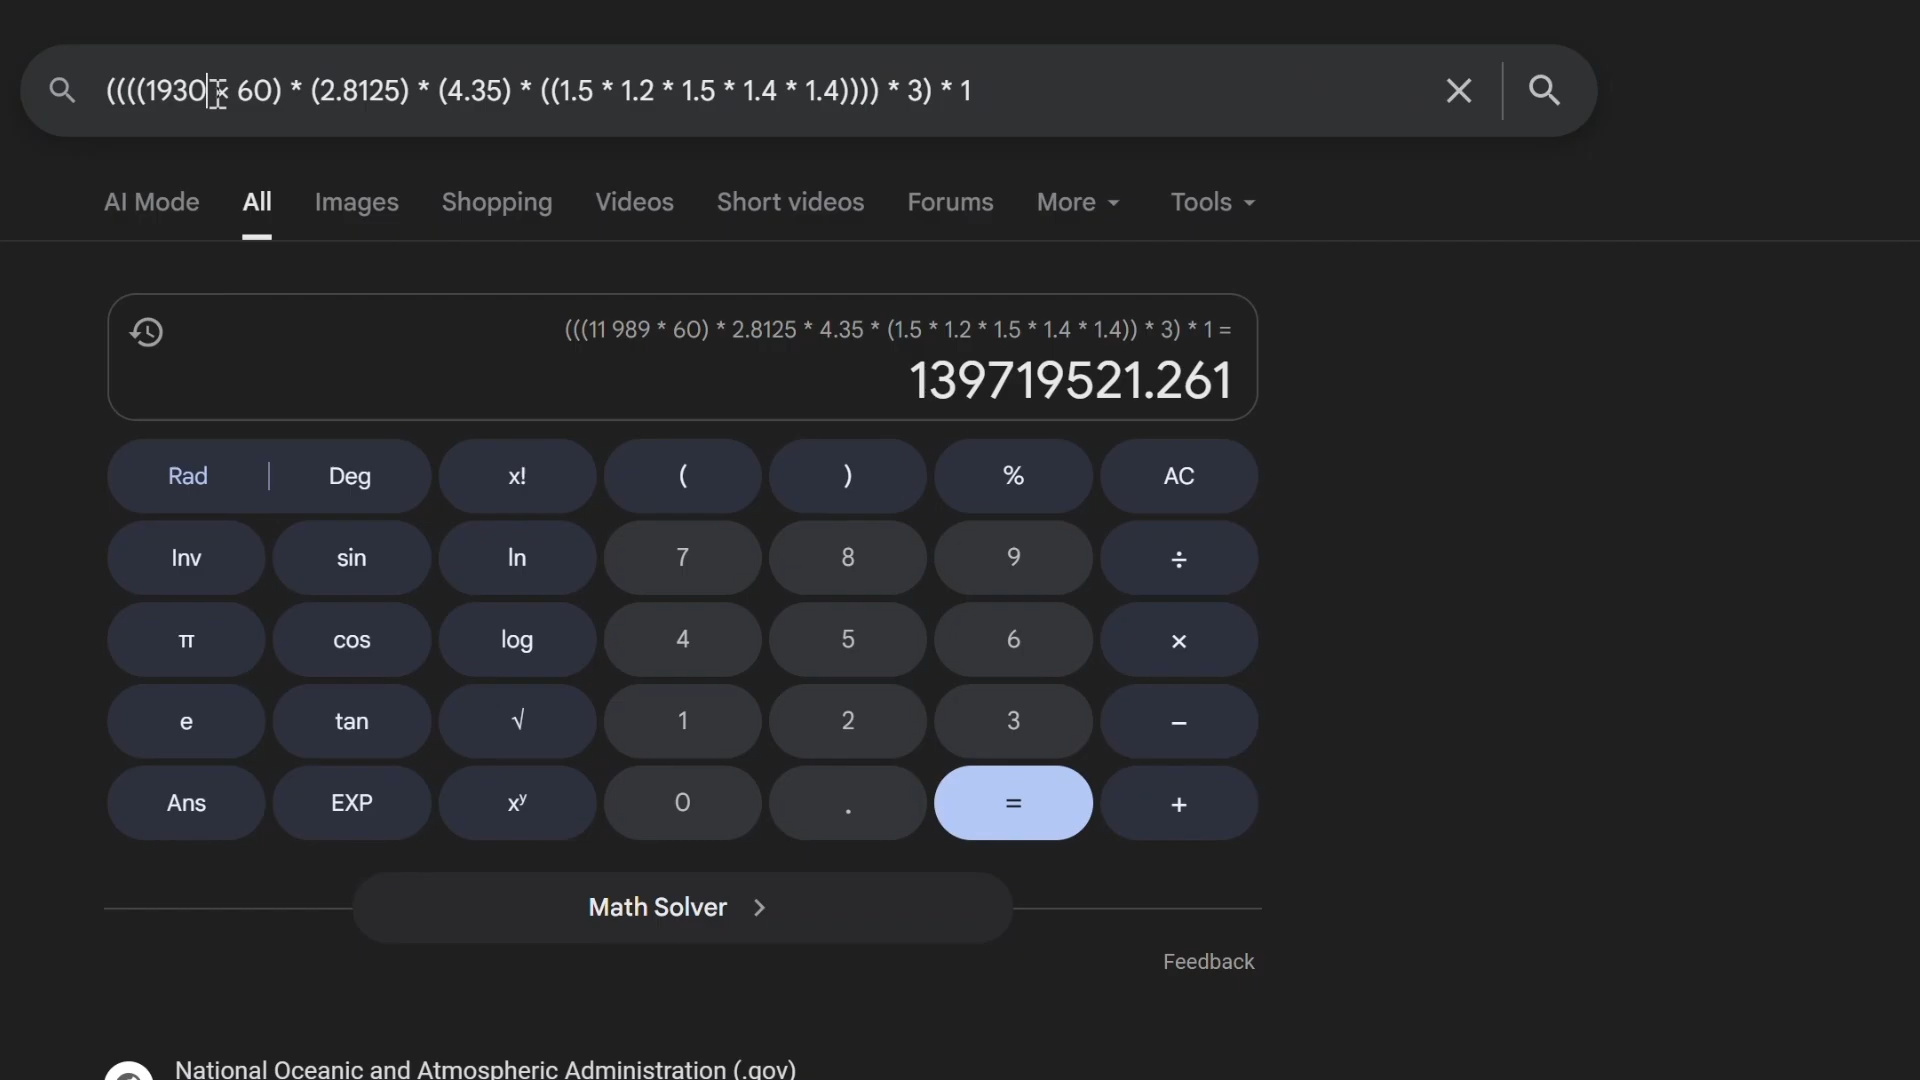 ((((1930 * 60) * (2.8125) * (4.35) * ((1.5 * 1.2 * 1.5 * 1.4 * 1.4)))) * 3) * 1
AI Mode All Images Shopping Videos Short videos Forums More Tools
(((11 989 * 60) * 2.8125 * 4.35 * (1.5 * 1.2 * 1.5 * 1.4 * 1.4)) * 3) * 1 =
139719521.261
Rad | Deg x! ( ) % AC
Inv sin ln 7 8 9 ÷
π cos log 4 5 6 ×
e tan √ 1 2 3 −
Ans EXP xʸ 0 . = +
Math Solver
Feedback
National Oceanic and Atmospheric Administration (.gov)